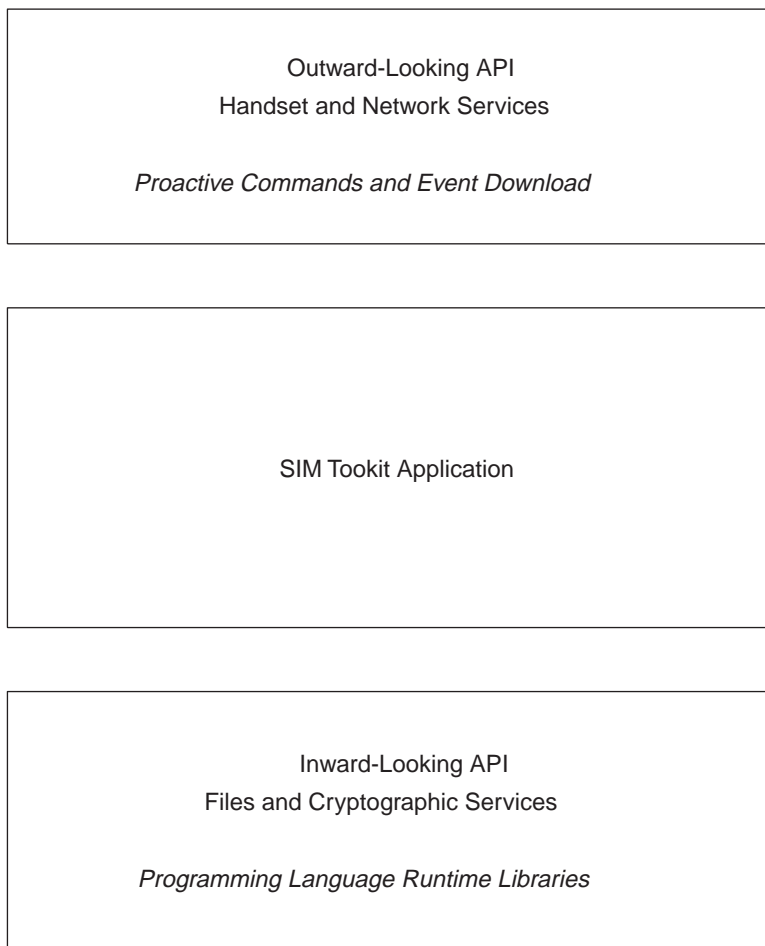 Outward-Looking API
Handset and Network Services
Proactive Commands and Event Download
SIM Tookit Application
Inward-Looking API
Files and Cryptographic Services
Programming Language Runtime Libraries